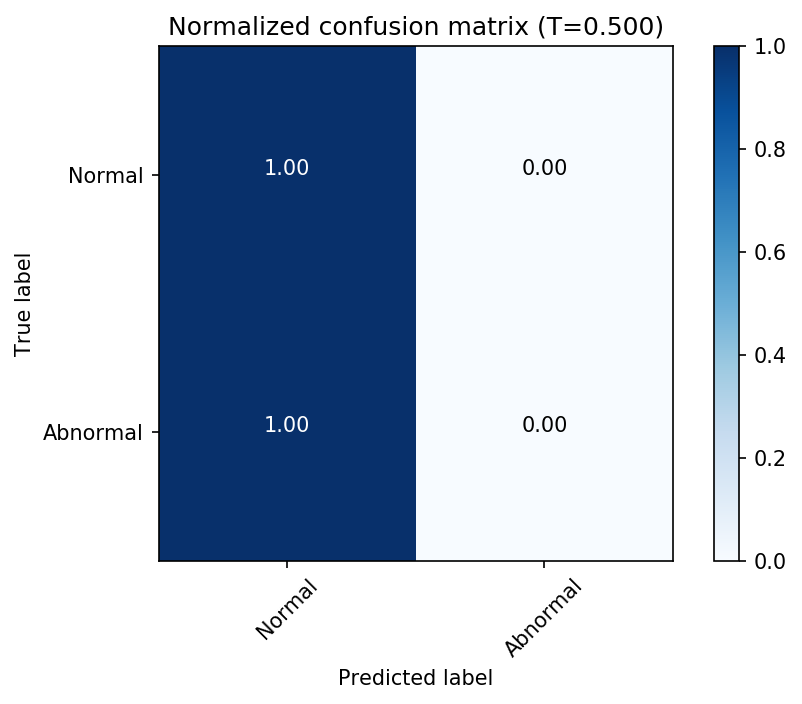 Normalized confusion matrix (T=0.500)
True label
Normal
Abnormal
1.00
0.00
1.00
0.00
Normal
Abnormal
Predicted label
1.0
0.8
0.6
0.4
0.2
0.0